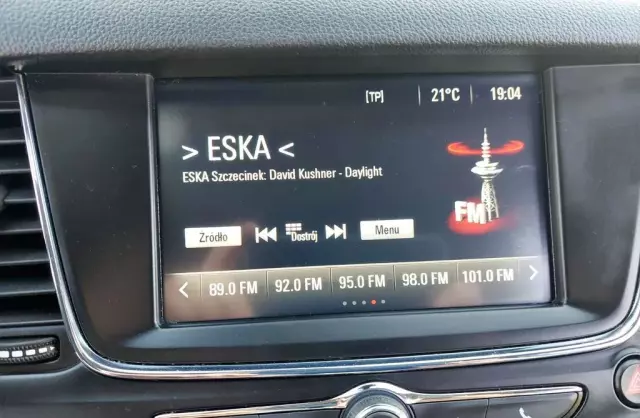 [TP] 21°C 19:04
> ESKA <
ESKA Szczecinek: David Kushner - Daylight
FM
Źródło Dostrój Menu
< 89.0 FM 92.0 FM 95.0 FM 98.0 FM 101.0 FM >